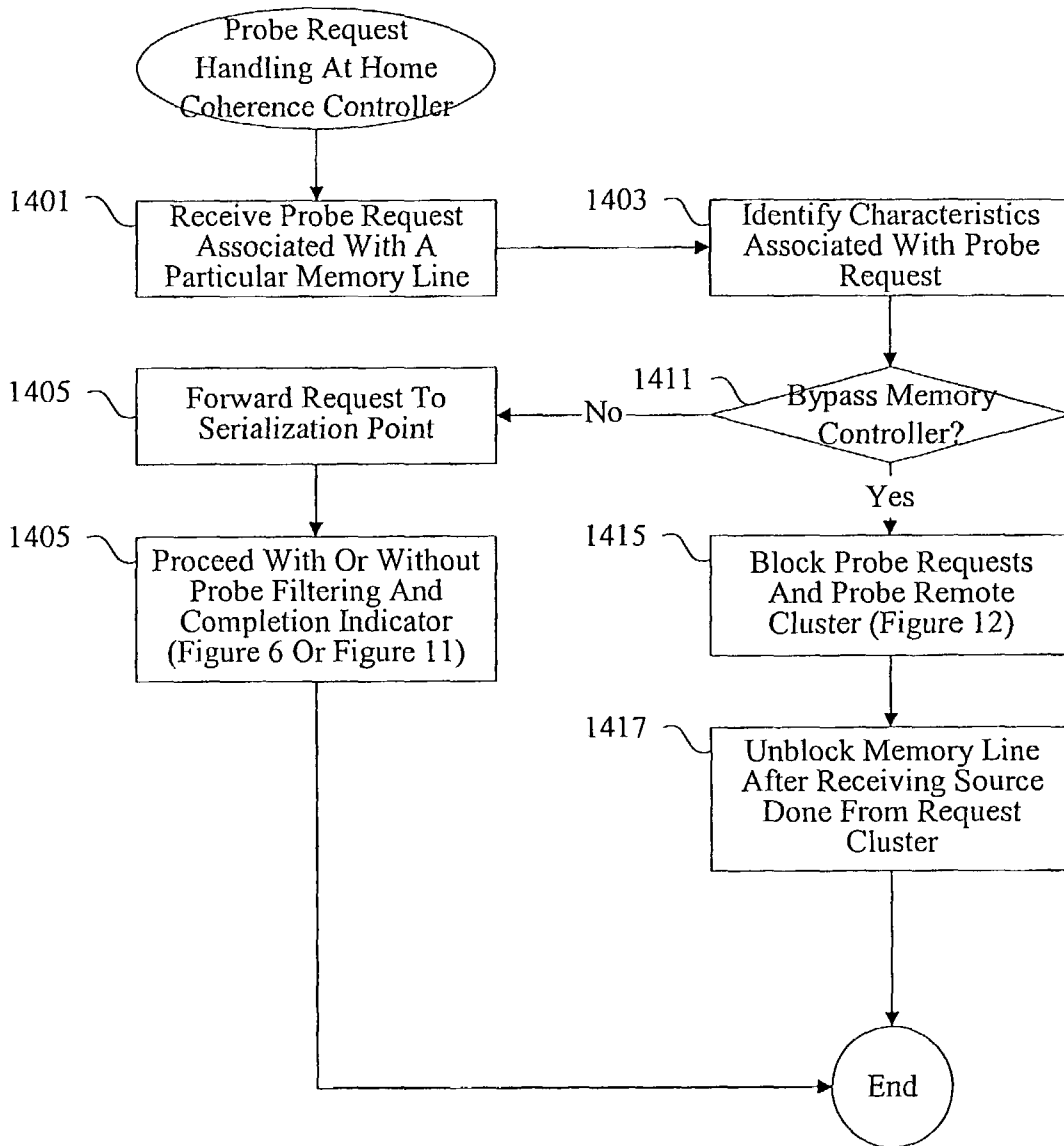 Probe Request
Handling At Home
Coherence Controller
1401
Receive Probe Request
Associated With A
Particular Memory Line
1403
Identify Characteristics
Associated With Probe
Request
1411
Bypass Memory
Controller?
No
Yes
1405
Forward Request To
Serialization Point
1405
Proceed With Or Without
Probe Filtering And
Completion Indicator
(Figure 6 Or Figure 11)
1415
Block Probe Requests
And Probe Remote
Cluster (Figure 12)
1417
Unblock Memory Line
After Receiving Source
Done From Request
Cluster
End